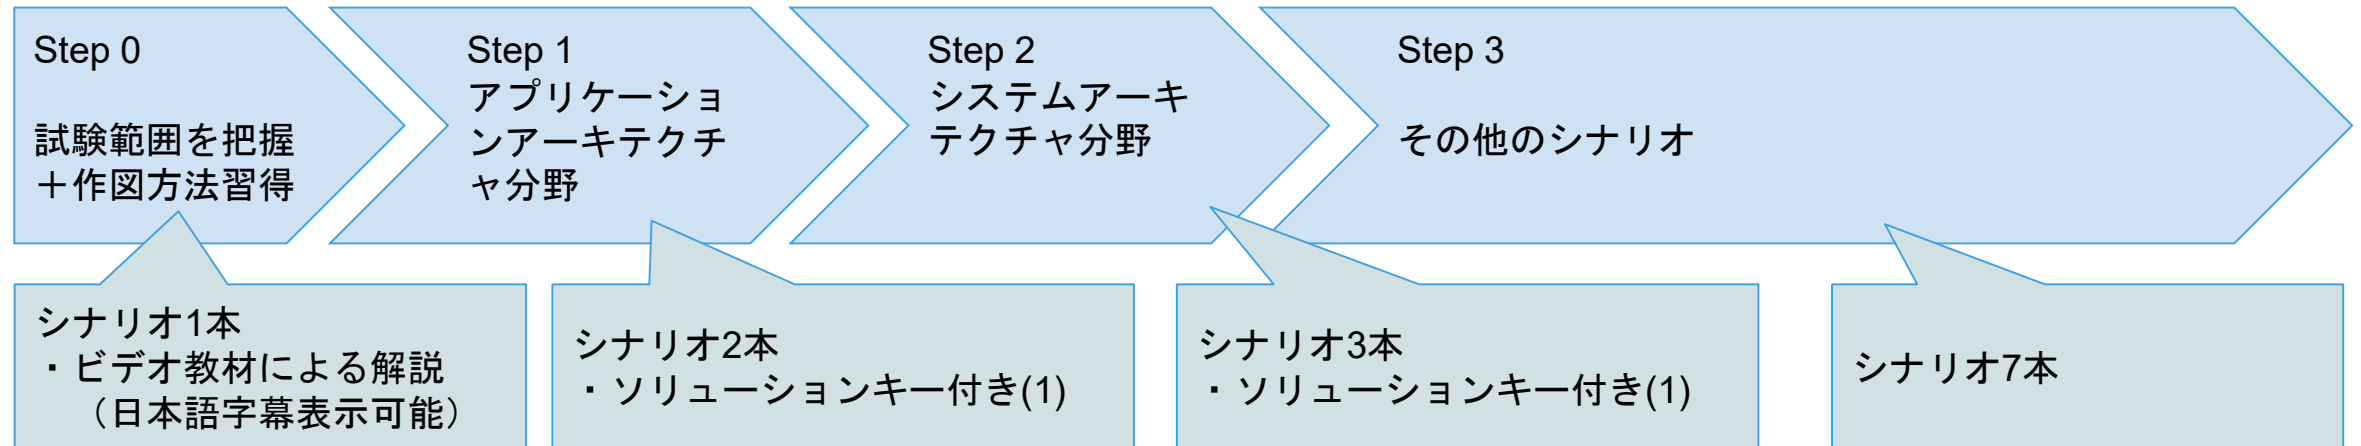 Step 0
試験範囲を把握
＋作図方法習得
Step 1
アプリケーショ
ンアーキテクチ
ャ分野
Step 2
システムアーキ
テクチャ分野
Step 3
その他のシナリオ
シナリオ1本
・ビデオ教材による解説
（日本語字幕表示可能）
シナリオ2本
・ソリューションキー付き(1)
シナリオ3本
・ソリューションキー付き(1)
シナリオ7本